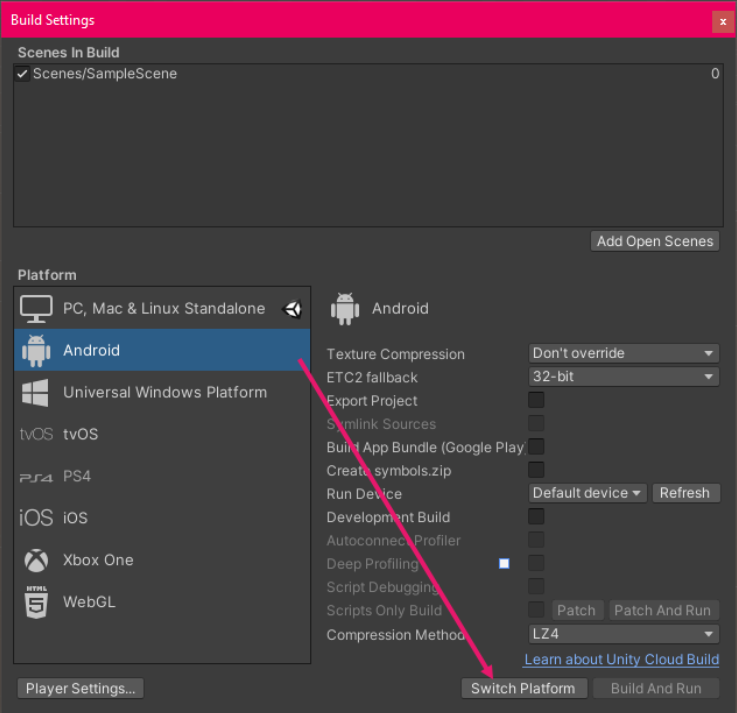 Build Settings
x
Scenes In Build
Scenes/SampleScene 0
Add Open Scenes
Platform
PC, Mac & Linux Standalone
Android
Universal Windows Platform
tvOS tvOS
PS4 PS4
iOS iOS
Xbox One
HTML 5 WebGL
Player Settings...
Android
Texture Compression Don't override
ETC2 fallback 32-bit
Export Project
Symlink Sources
Build App Bundle (Google Play)
Create symbols.zip
Run Device Default device Refresh
Development Build
Autoconnect Profiler
Deep Profiling
Script Debugging
Scripts Only Build Patch Patch And Run
Compression Method LZ4
Learn about Unity Cloud Build
Switch Platform Build And Run